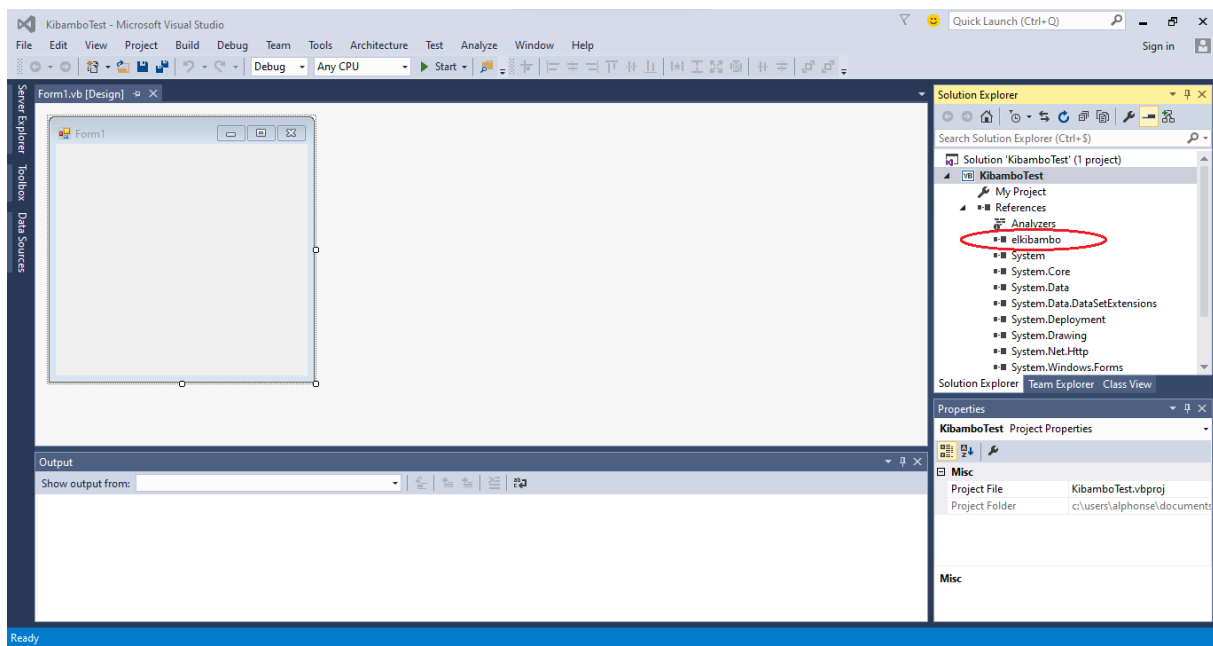 KibamboTest - Microsoft Visual Studio
Quick Launch (Ctrl+Q)
File Edit View Project Build Debug Team Tools Architecture Test Analyze Window Help
Sign in
Debug Any CPU Start
Server Explorer
Toolbox
Data Sources
Form1.vb [Design]
Form1
Solution Explorer
Search Solution Explorer (Ctrl+$)
Solution 'KibamboTest' (1 project)
VB KibamboTest
My Project
References
Analyzers
elkibambo
System
System.Core
System.Data
System.Data.DataSetExtensions
System.Deployment
System.Drawing
System.Net.Http
System.Windows.Forms
Solution Explorer Team Explorer Class View
Properties
KibamboTest Project Properties
Misc
Project File KibamboTest.vbproj
Project Folder c:\users\alphonse\documents
Misc
Output
Show output from:
Ready